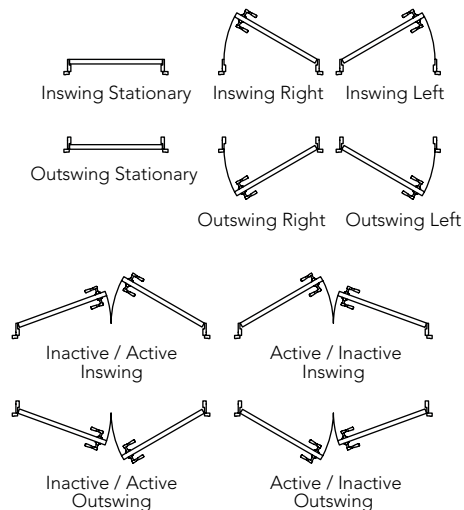 Inswing Stationary
Inswing Right
Inswing Left
Outswing Stationary
Outswing Right
Outswing Left
Inactive / Active
Inswing
Active / Inactive
Inswing
Inactive / Active
Outswing
Active / Inactive
Outswing